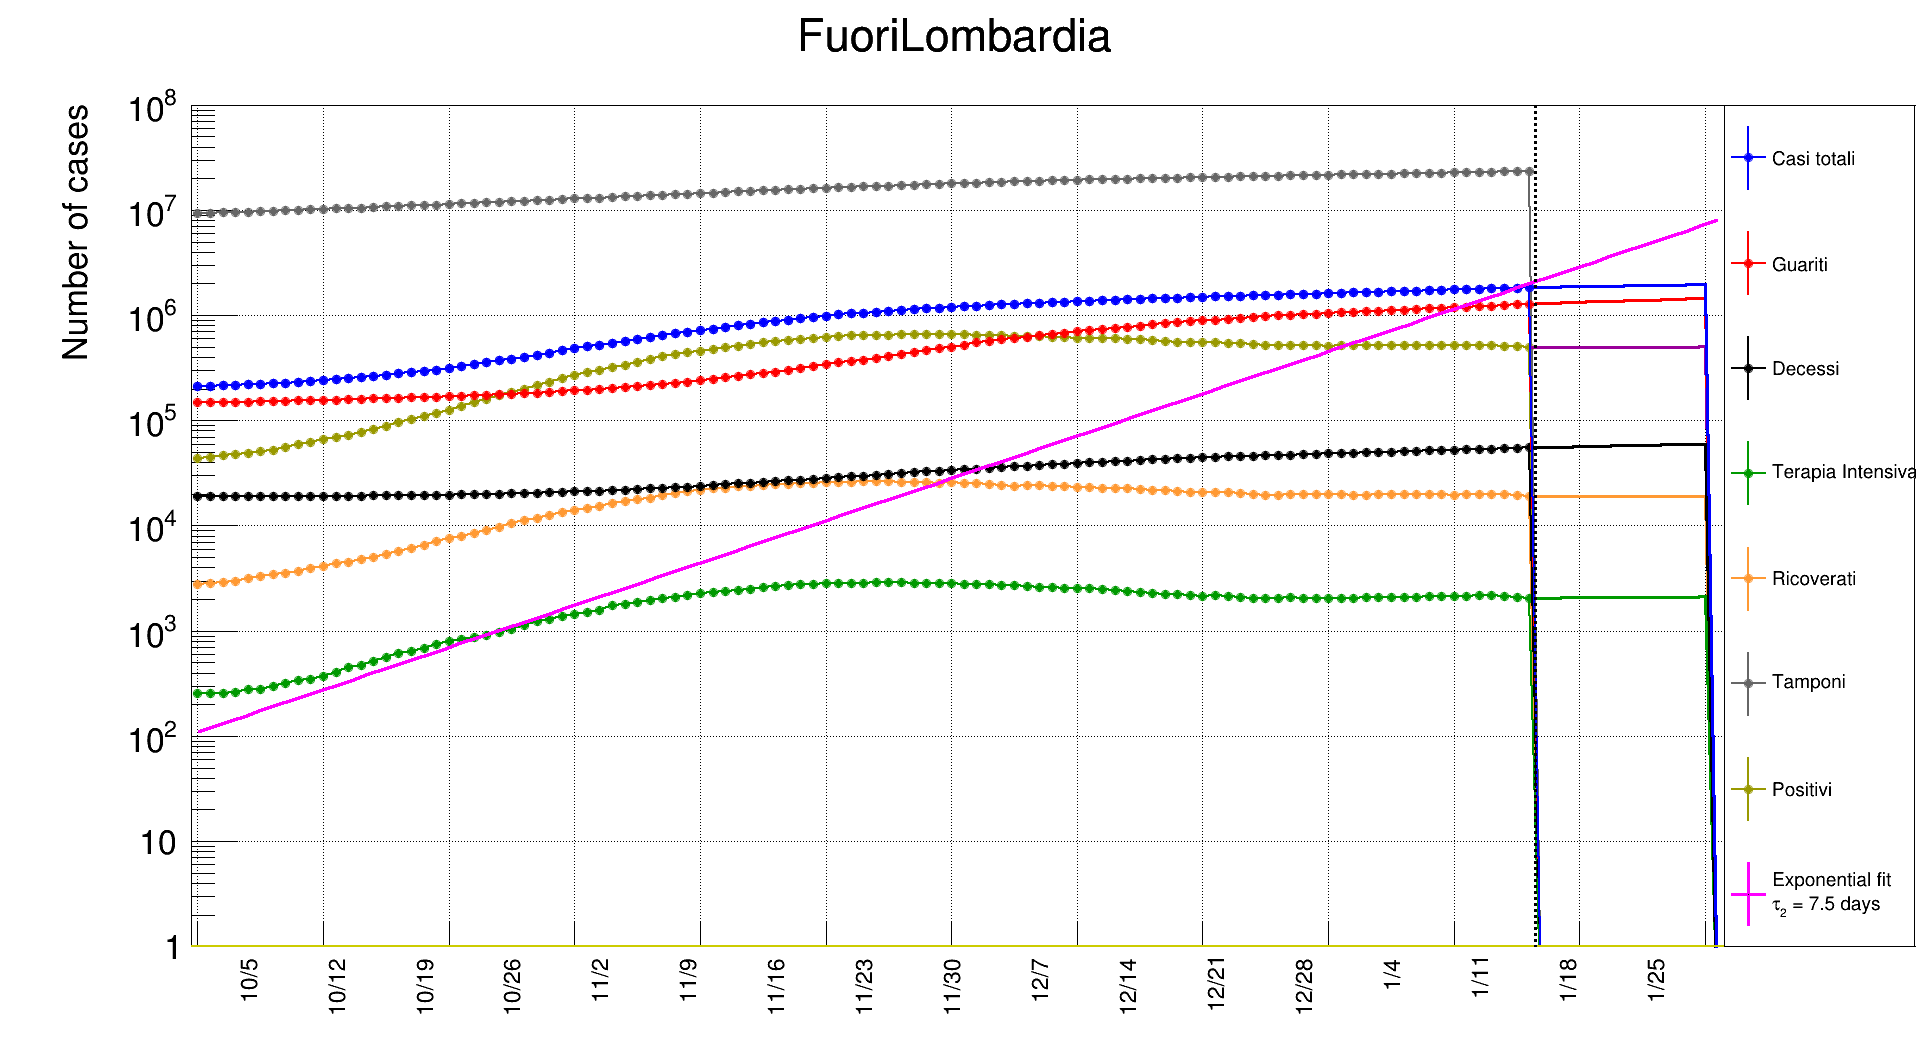 FuoriLombardia
Number of cases
10^8
10^7
10^6
10^5
10^4
10^3
10^2
10
1
10/5
10/12
10/19
10/26
11/2
11/9
11/16
11/23
11/30
12/7
12/14
12/21
12/28
1/4
1/11
1/18
1/25
Casi totali
Guariti
Decessi
Terapia Intensiva
Ricoverati
Tamponi
Positivi
Exponential fit
τ₂ = 7.5 days